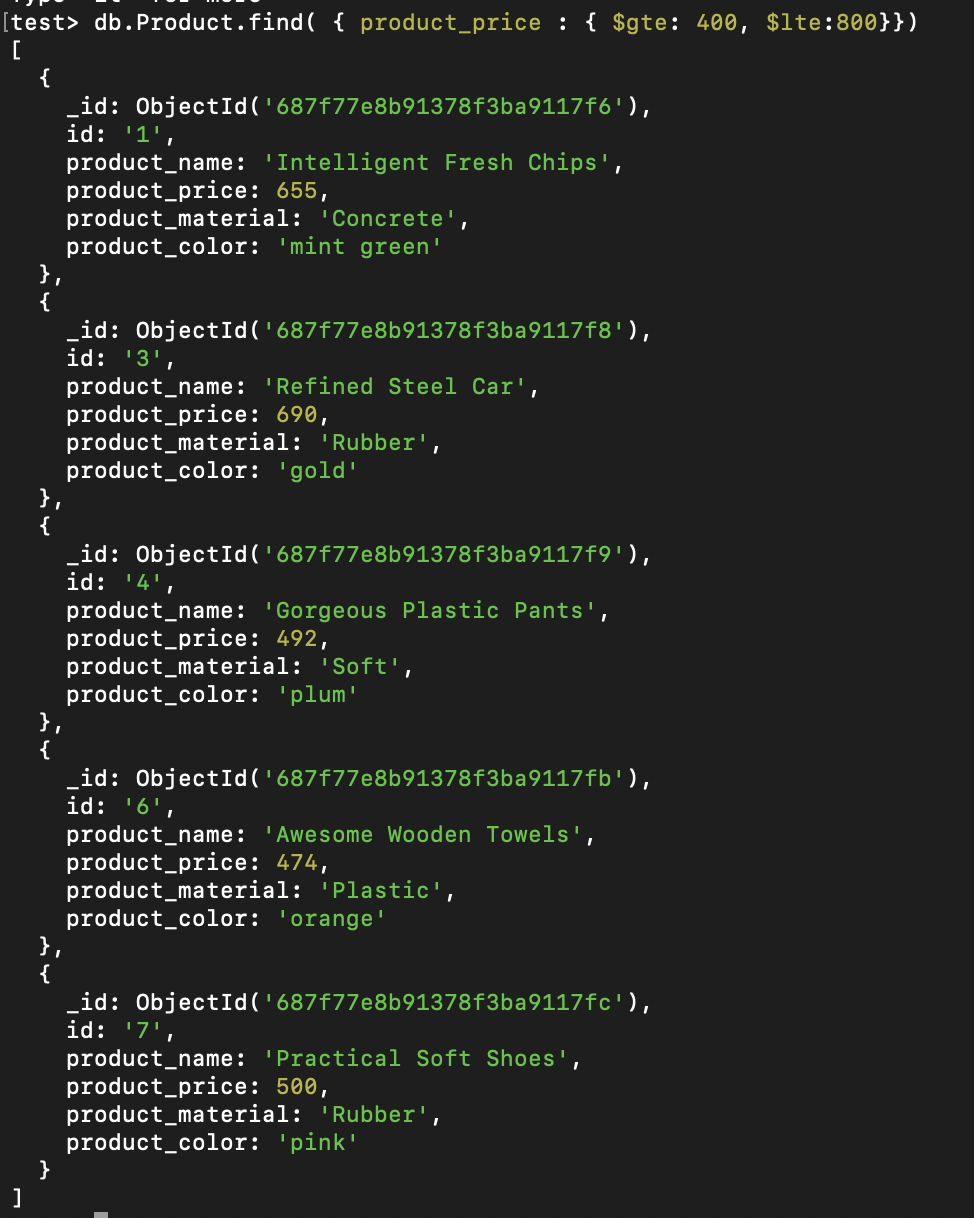 [test> db.Product.find( { product_price : { $gte: 400, $lte:800}})
[
  {
    _id: ObjectId('687f77e8b91378f3ba9117f6'),
    id: '1',
    product_name: 'Intelligent Fresh Chips',
    product_price: 655,
    product_material: 'Concrete',
    product_color: 'mint green'
  },
  {
    _id: ObjectId('687f77e8b91378f3ba9117f8'),
    id: '3',
    product_name: 'Refined Steel Car',
    product_price: 690,
    product_material: 'Rubber',
    product_color: 'gold'
  },
  {
    _id: ObjectId('687f77e8b91378f3ba9117f9'),
    id: '4',
    product_name: 'Gorgeous Plastic Pants',
    product_price: 492,
    product_material: 'Soft',
    product_color: 'plum'
  },
  {
    _id: ObjectId('687f77e8b91378f3ba9117fb'),
    id: '6',
    product_name: 'Awesome Wooden Towels',
    product_price: 474,
    product_material: 'Plastic',
    product_color: 'orange'
  },
  {
    _id: ObjectId('687f77e8b91378f3ba9117fc'),
    id: '7',
    product_name: 'Practical Soft Shoes',
    product_price: 500,
    product_material: 'Rubber',
    product_color: 'pink'
  }
]